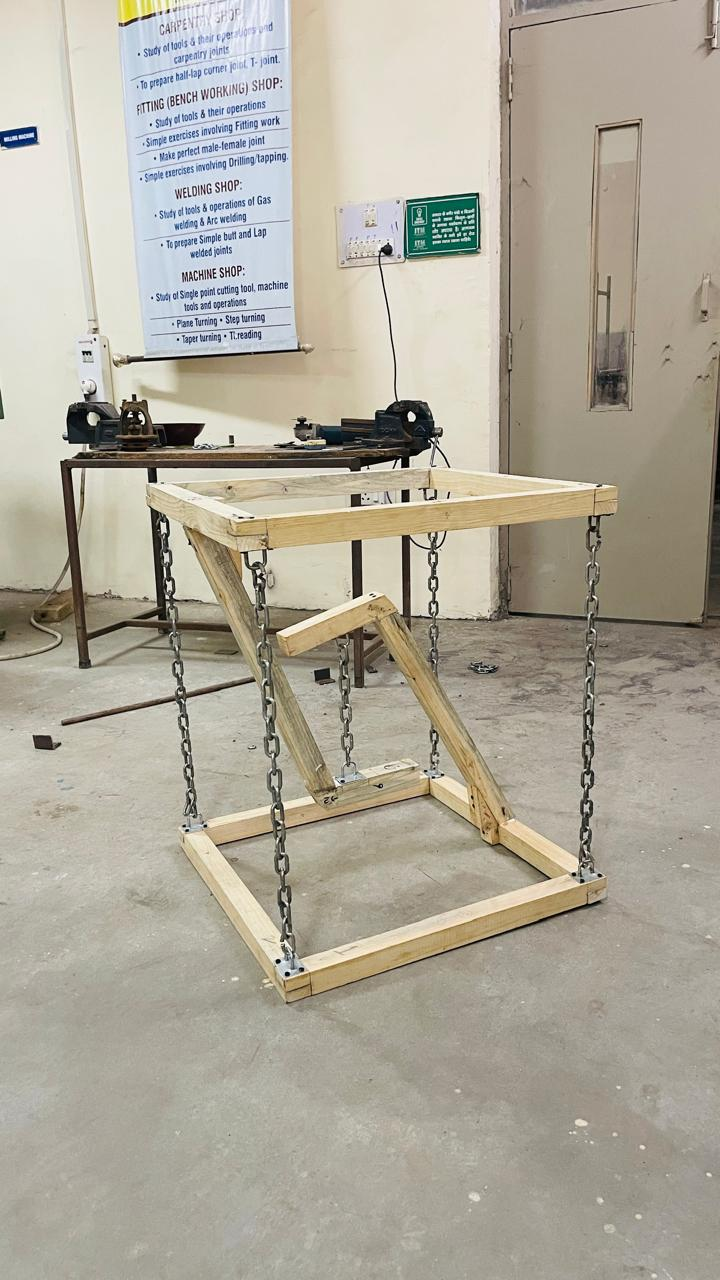 CARPENTRY SHOP:
• Study of tools & their operations and
carpentry joints
• To prepare half-lap corner joint, T- joint.
FITTING (BENCH WORKING) SHOP:
• Study of tools & their operations
• Simple exercises involving Fitting work
• Make perfect male-female joint
• Simple exercises involving Drilling/tapping.
WELDING SHOP:
• Study of tools & operations of Gas
welding & Arc welding
• To prepare Simple butt and Lap
welded joints
MACHINE SHOP:
• Study of Single point cutting tool, machine
tools and operations
• Plane Turning • Step turning
• Taper turning • Threading
MILLING MACHINE
ITM
ITM